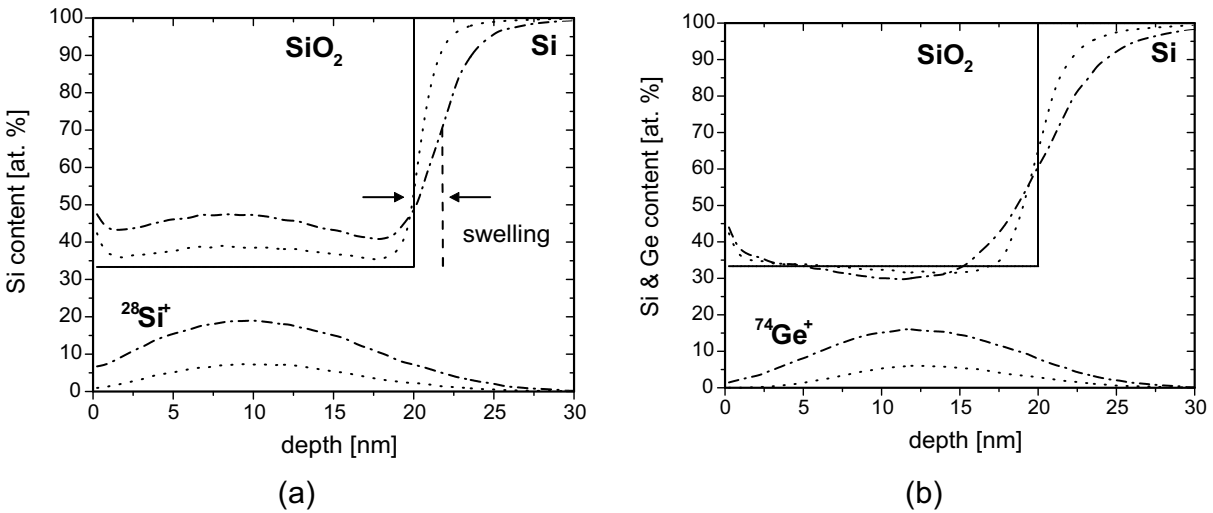 SiO₂
Si
swelling
²⁸Si⁺
Si content [at. %]
100
90
80
70
60
50
40
30
20
10
0
0 5 10 15 20 25 30
depth [nm]
(a)
SiO₂
Si
⁷⁴Ge⁺
Si & Ge content [at. %]
100
90
80
70
60
50
40
30
20
10
0
0 5 10 15 20 25 30
depth [nm]
(b)